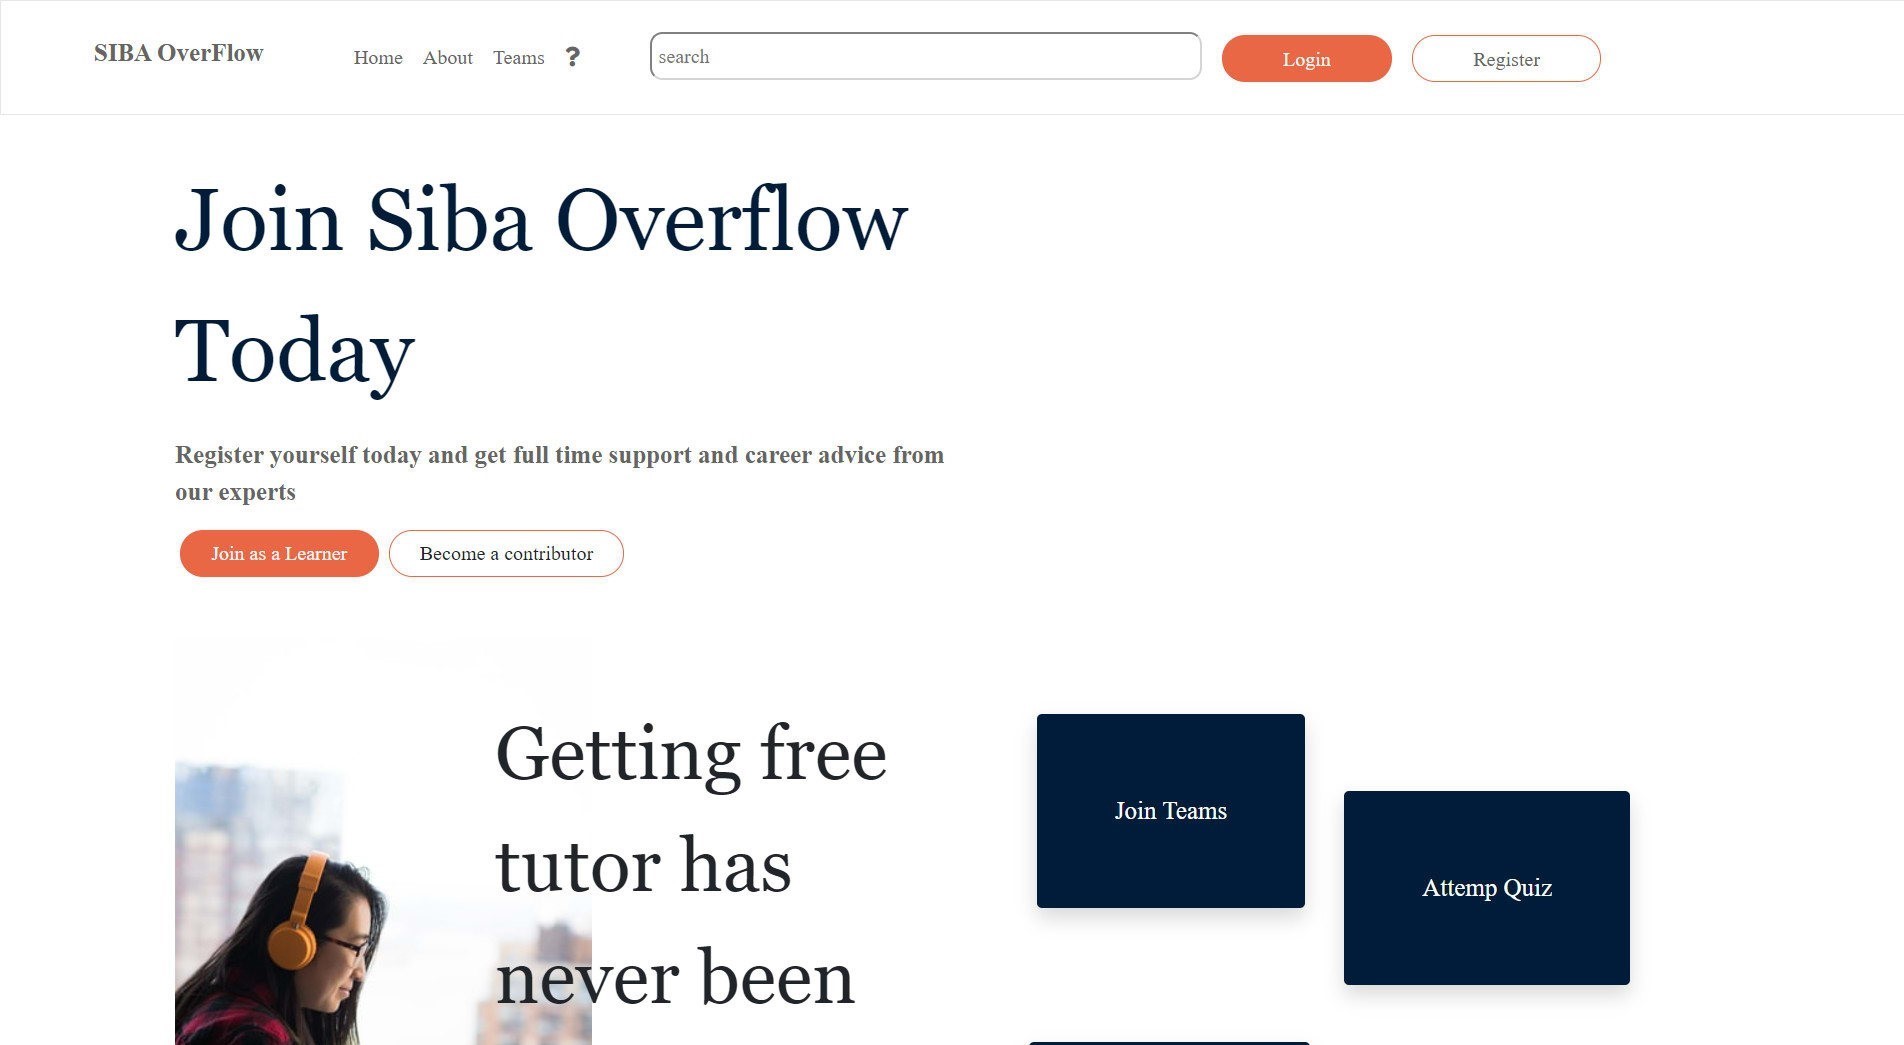 SIBA OverFlow
Home About Teams ?
search
Login
Register
Join Siba Overflow
Today
Register yourself today and get full time support and career advice from
our experts
Join as a Learner
Become a contributor
Getting free
tutor has
never been
Join Teams
Attemp Quiz